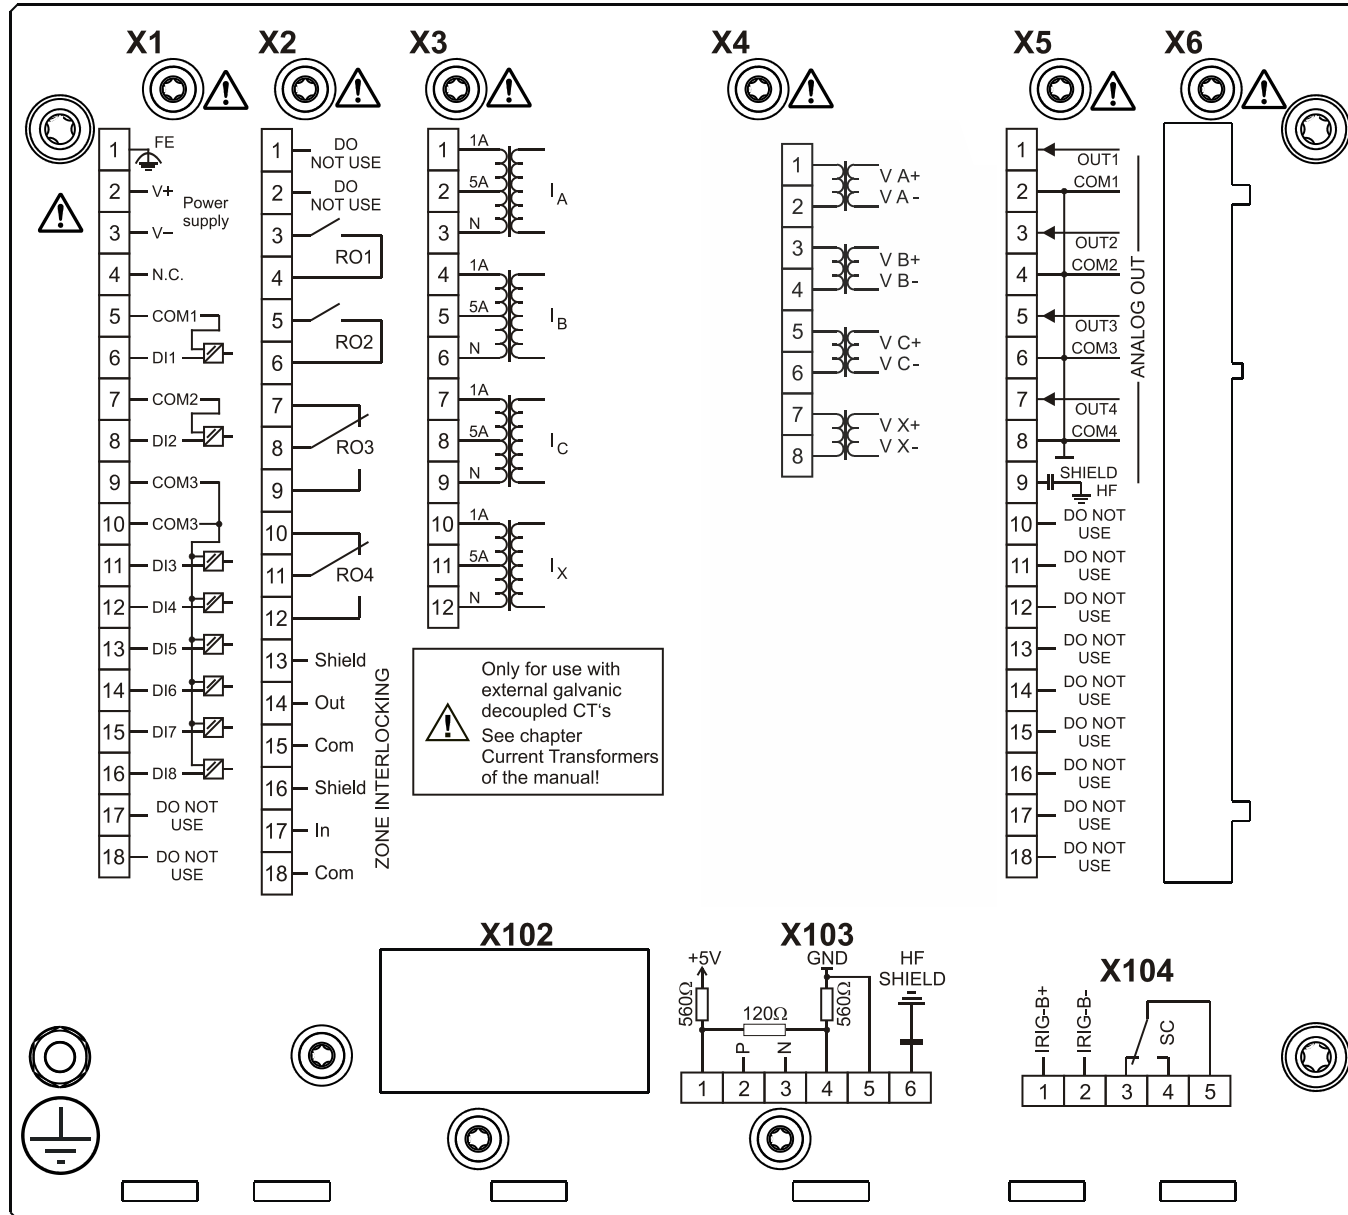 X1
X2
X3
X4
X5
X6
1
FE
2
V+
Power
supply
3
V–
4
N.C.
5
COM1
6
DI1
7
COM2
8
DI2
9
COM3
10
COM3
11
DI3
12
DI4
13
DI5
14
DI6
15
DI7
16
DI8
17
DO NOT
USE
18
DO NOT
USE
1
DO
NOT USE
2
DO
NOT USE
3
RO1
4
5
RO2
6
7
8
RO3
9
10
11
RO4
12
13
Shield
14
Out
15
Com
16
Shield
17
In
18
Com
ZONE INTERLOCKING
1
1A
2
5A
IA
3
N
4
1A
5
5A
IB
6
N
7
1A
8
5A
IC
9
N
10
1A
11
5A
IX
12
N
Only for use with
external galvanic
decoupled CT's
See chapter
Current Transformers
of the manual!
1
V A+
2
V A-
3
V B+
4
V B-
5
V C+
6
V C-
7
V X+
8
V X-
1
OUT1
2
COM1
3
OUT2
4
COM2
5
OUT3
6
COM3
7
OUT4
8
COM4
ANALOG OUT
9
SHIELD
HF
10
DO NOT
USE
11
DO NOT
USE
12
DO NOT
USE
13
DO NOT
USE
14
DO NOT
USE
15
DO NOT
USE
16
DO NOT
USE
17
DO NOT
USE
18
DO NOT
USE
X102
X103
+5V
GND
HF
SHIELD
560Ω
120Ω
560Ω
P
N
1 2 3 4 5 6
X104
IRIG-B+
IRIG-B-
SC
1 2 3 4 5